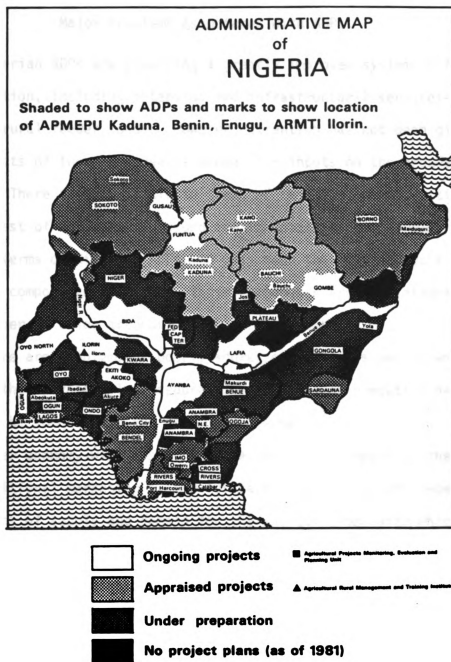 ADMINISTRATIVE MAP
of
NIGERIA
Shaded to show ADPs and marks to show location
of APMEPU Kaduna, Benin, Enugu, ARMTI Ilorin.
Sokoto
SOKOTO
GUSAU
KANO
Kano
BORNO
Maiduguri
FUNTUA
Kaduna
KADUNA
BAUCHI
Bauchi
GOMBE
NIGER
Niger R.
Jos
PLATEAU
BIDA
FED
CAP
TER
Benue R.
Yola
OYO NORTH
ILORIN
Ilorin
KWARA
LAFIA
GONGOLA
OYO
EKITI
AKOKO
AYANBA
Makurdi
BENUE
SARDAUNA
OGUN
Ibadan
Abeokuta
OGUN
Akure
ONDO
LAGOS
Benin City
BENDEL
Enugu
ANAMBRA
N.E.
ANAMBRA
OGOJA
IMO
Owerri
CROSS
RIVERS
RIVERS
Port Harcourt
Calabar
Ongoing projects
Agricultural Projects Monitoring, Evaluation and
Planning Unit
Appraised projects
Agricultural Rural Management and Training Institute
Under preparation
No project plans (as of 1981)